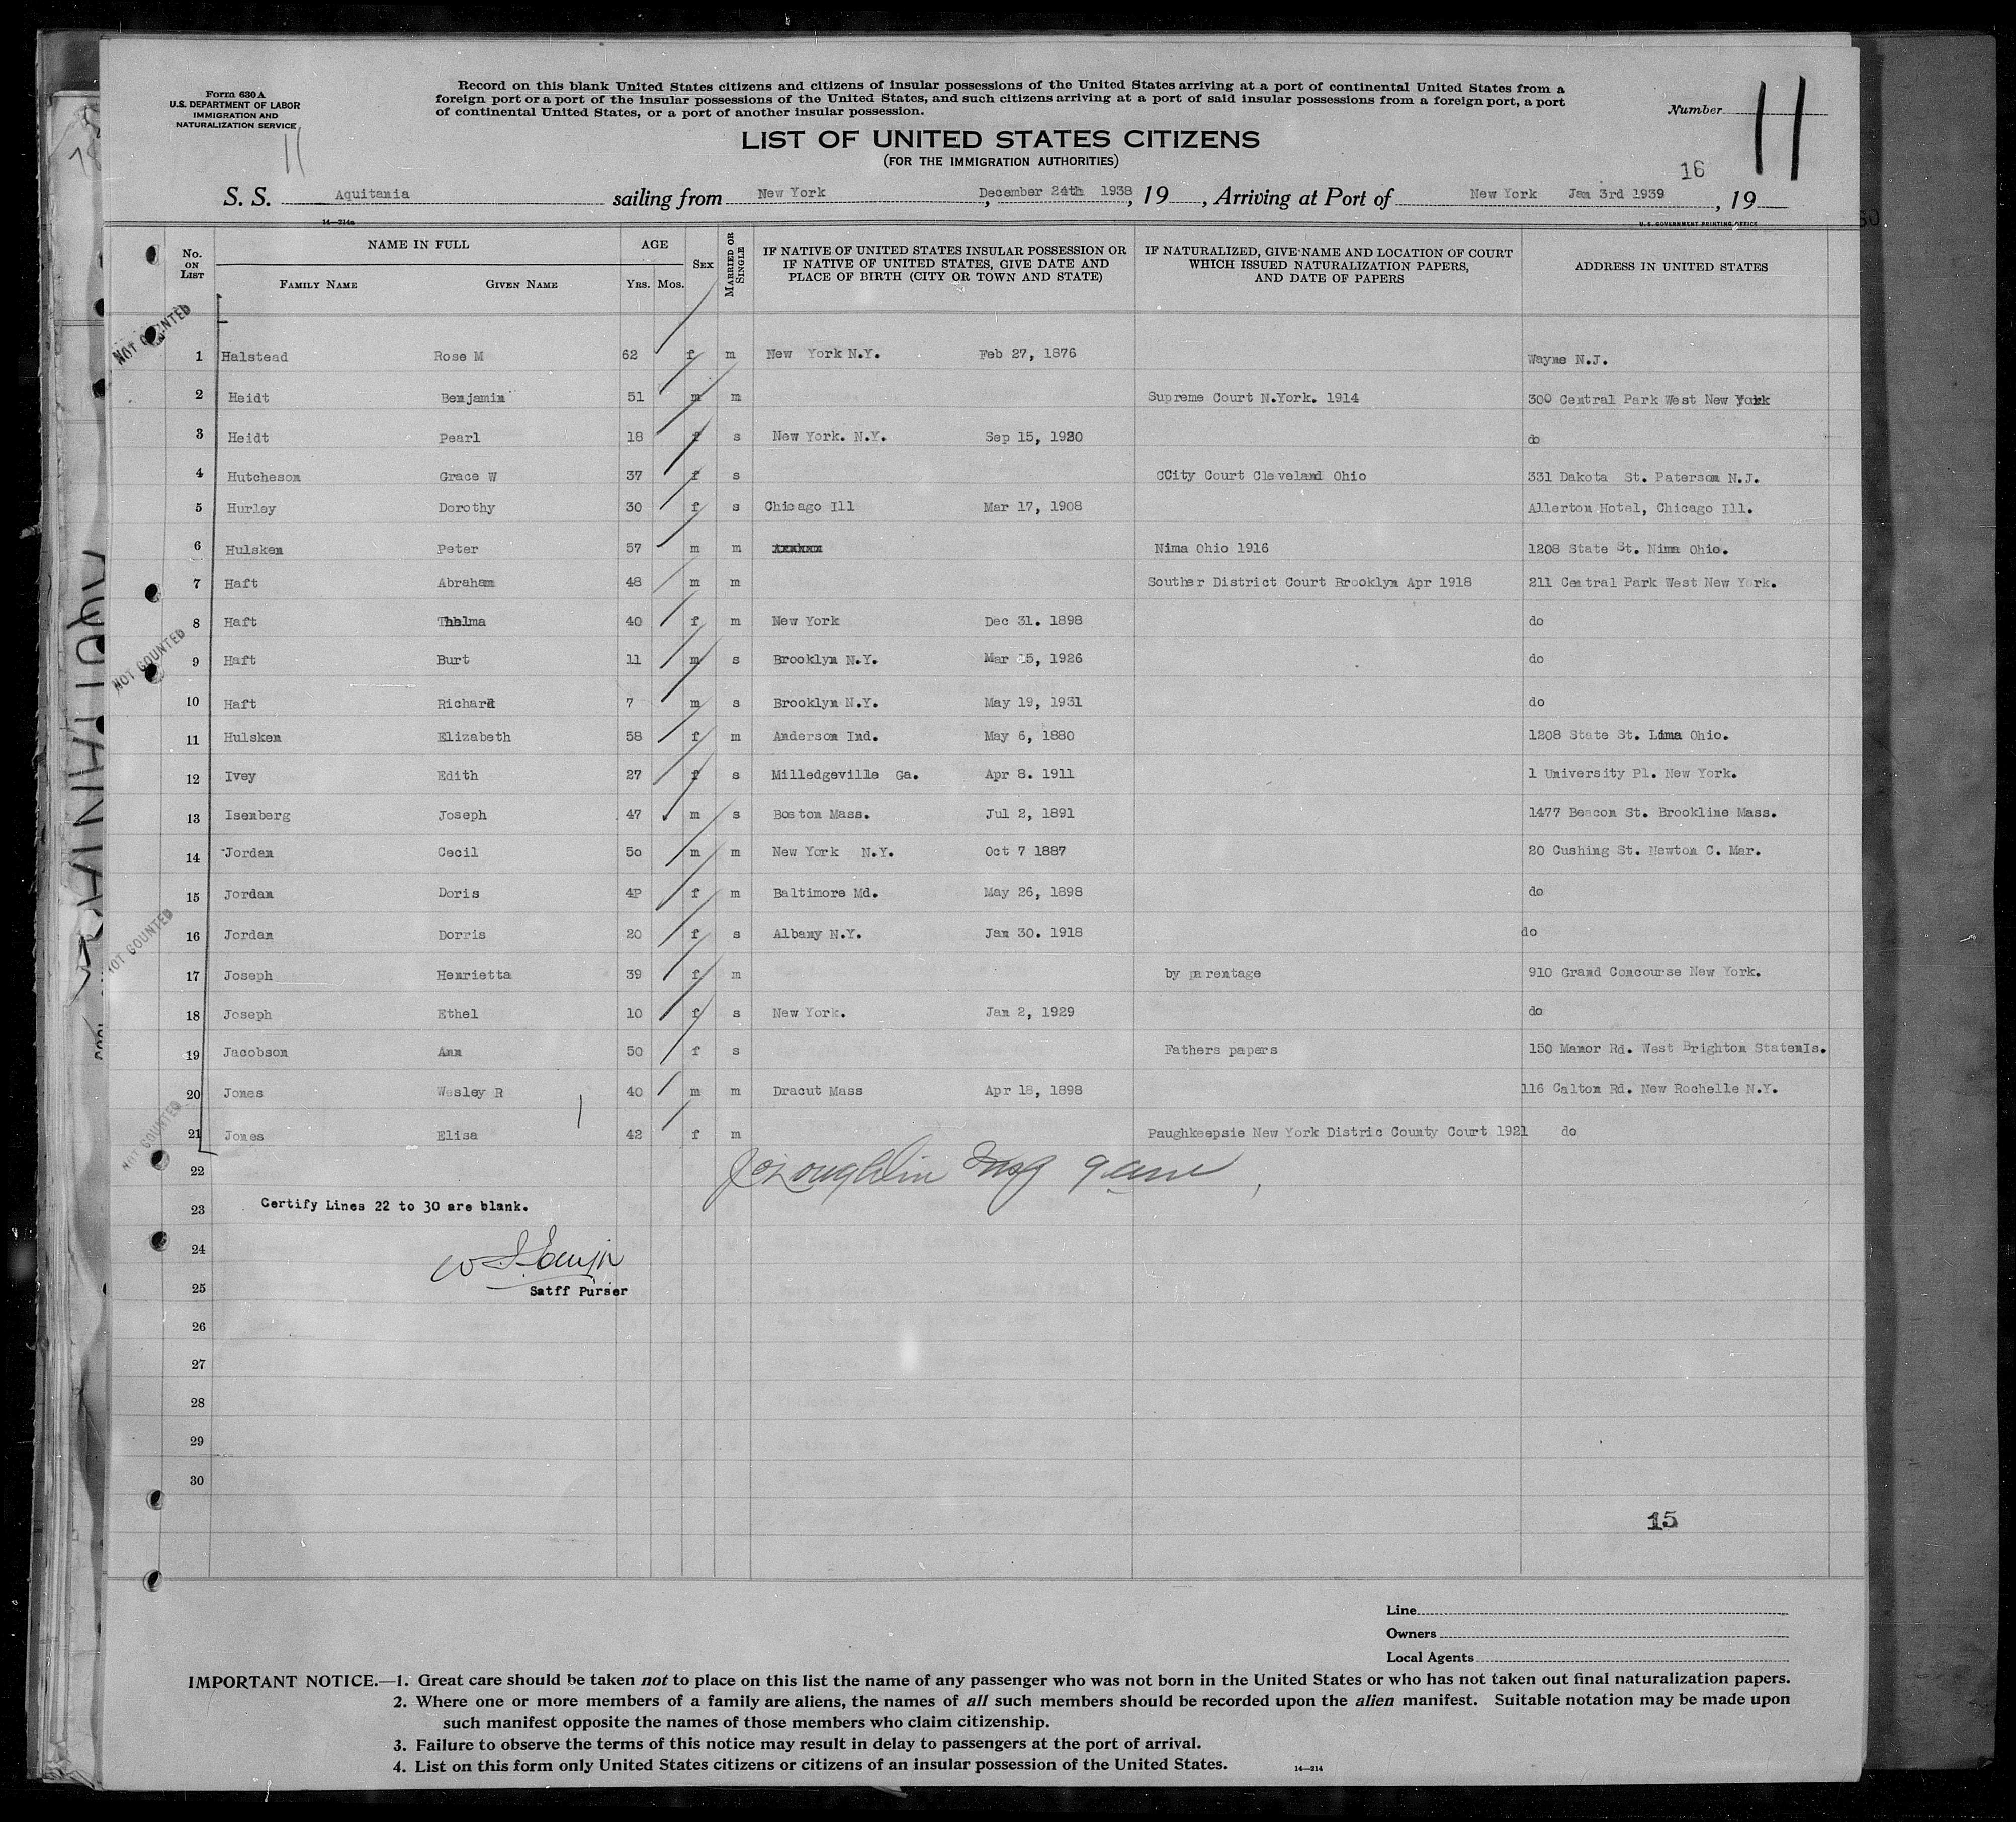 Form 630 A
U.S. DEPARTMENT OF LABOR
IMMIGRATION AND
NATURALIZATION SERVICE
11
Record on this blank United States citizens and citizens of insular possessions of the United States arriving at a port of continental United States from a
foreign port or a port of the insular possessions of the United States, and such citizens arriving at a port of said insular possessions from a foreign port, a port
of continental United States, or a port of another insular possession.
Number 11
LIST OF UNITED STATES CITIZENS
(FOR THE IMMIGRATION AUTHORITIES)
16
S. S. Aquitania sailing from New York, December 24th 1938, 19 , Arriving at Port of New York Jan 3rd 1939, 19
14—214a U. S. GOVERNMENT PRINTING OFFICE
No. ON LIST NAME IN FULL AGE SEX MARRIED OR SINGLE IF NATIVE OF UNITED STATES INSULAR POSSESSION OR IF NATIVE OF UNITED STATES, GIVE DATE AND PLACE OF BIRTH (CITY OR TOWN AND STATE) IF NATURALIZED, GIVE NAME AND LOCATION OF COURT WHICH ISSUED NATURALIZATION PAPERS, AND DATE OF PAPERS ADDRESS IN UNITED STATES
FAMILY NAME GIVEN NAME YRS. MOS.
NOT COUNTED
1 Halstead Rose M 62 f m New York N.Y. Feb 27, 1876 Wayne N.J.
2 Heidt Benjamin 51 m m Supreme Court N.York. 1914 300 Central Park West New York
3 Heidt Pearl 18 f s New York. N.Y. Sep 15, 1920 do
4 Hutcheson Grace W 37 f s CCity Court Cleveland Ohio 331 Dakota St. Paterson N.J.
5 Hurley Dorothy 30 f s Chicago Ill Mar 17, 1908 Allerton Hotel, Chicago Ill.
6 Hulsken Peter 57 m m Nima Ohio 1916 1208 State St. Nima Ohio.
7 Haft Abraham 48 m m Souther District Court Brooklyn Apr 1918 211 Central Park West New York.
8 Haft Thelma 40 f m New York Dec 31. 1898 do
NOT COUNTED
9 Haft Burt 11 m s Brooklyn N.Y. Mar 15, 1926 do
10 Haft Richard 7 m s Brooklyn N.Y. May 19, 1931 do
11 Hulsken Elizabeth 58 f m Anderson Ind. May 6, 1880 1208 State St. Lima Ohio.
12 Ivey Edith 27 f s Milledgeville Ga. Apr 8. 1911 1 University Pl. New York.
13 Isenberg Joseph 47 m s Boston Mass. Jul 2, 1891 1477 Beacon St. Brookline Mass.
14 Jordan Cecil 50 m m New York N.Y. Oct 7 1887 20 Cushing St. Newton C. Mar.
15 Jordan Doris 4P f m Baltimore Md. May 26, 1898 do
NOT COUNTED
16 Jordan Dorris 20 f s Albany N.Y. Jan 30. 1918 do
17 Joseph Henrietta 39 f m by parentage 910 Grand Concourse New York.
18 Joseph Ethel 10 f s New York. Jan 2, 1929 do
19 Jacobson Ann 50 f s Fathers papers 150 Manor Rd. West Brighton StatenIs.
20 Jones Wesley R 40 m m Dracut Mass Apr 18, 1898 116 Calton Rd. New Rochelle N.Y.
NOT COUNTED
21 Jones Elisa 42 f m Paughkeepsie New York Distric County Court 1921 do
22
23 Certify Lines 22 to 30 are blank.
24
25 Satff Purser
26
27
28
29
30
15
AQUITANIA
Line
Owners
Local Agents
IMPORTANT NOTICE.—1. Great care should be taken not to place on this list the name of any passenger who was not born in the United States or who has not taken out final naturalization papers.
2. Where one or more members of a family are aliens, the names of all such members should be recorded upon the alien manifest. Suitable notation may be made upon
such manifest opposite the names of those members who claim citizenship.
3. Failure to observe the terms of this notice may result in delay to passengers at the port of arrival.
4. List on this form only United States citizens or citizens of an insular possession of the United States. 14—214